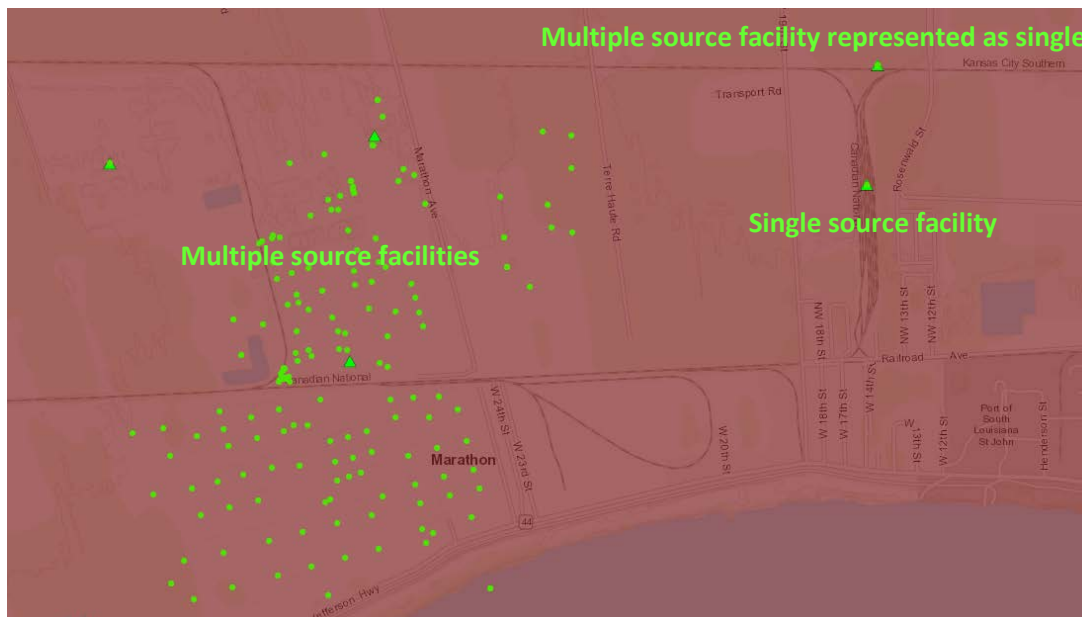 Multiple source facility represented as single
Kansas City Southern
Transport Rd
Canadian National
Rosenwald St
Marathon Ave
Terre Haute Rd
Single source facility
Multiple source facilities
NW 13th St
NW 12th St
NW 18th St
Railroad Ave
Canadian National
W 14th St
W 24th St
W 23rd St
W 20th St
W 18th St
W 17th St
W
13th St
W 12th St
Port of
South
Louisiana
St John
Henderson St
Marathon
44
Jefferson Hwy